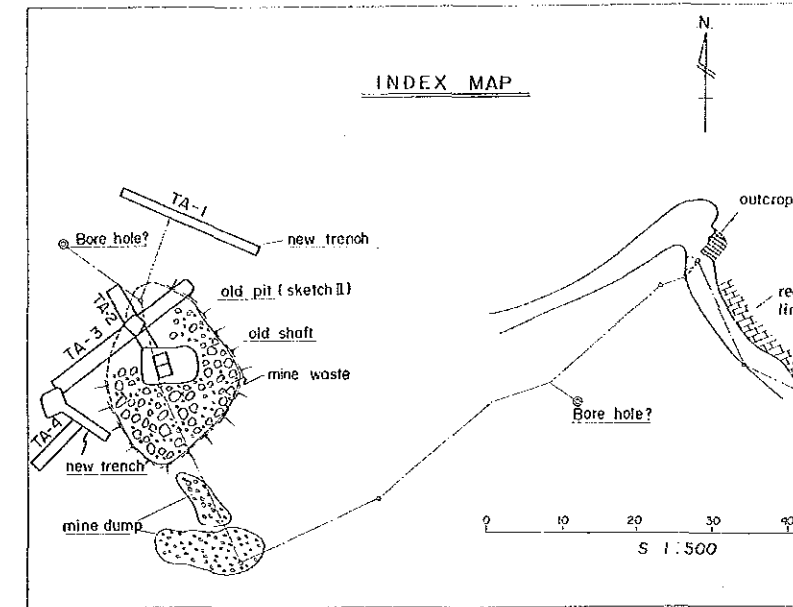 N.
INDEX MAP
outcrop
TA-1
Bore hole?
new trench
old pit ( sketch II)
TA-2
old shaft
TA-3
mine waste
Bore hole?
TA-4
new trench
mine dump
0 10 20 30 40
S 1:500